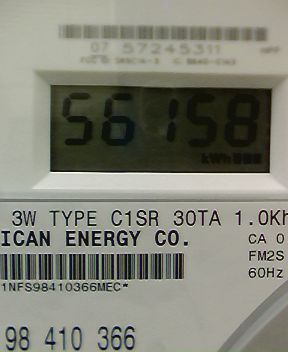 07 57245311
56158
kWh
3W TYPE C1SR 30TA 1.0Kh
ICAN ENERGY CO.
CA 0
FM2S
60Hz
1NFS98410366MEC*
98 410 366